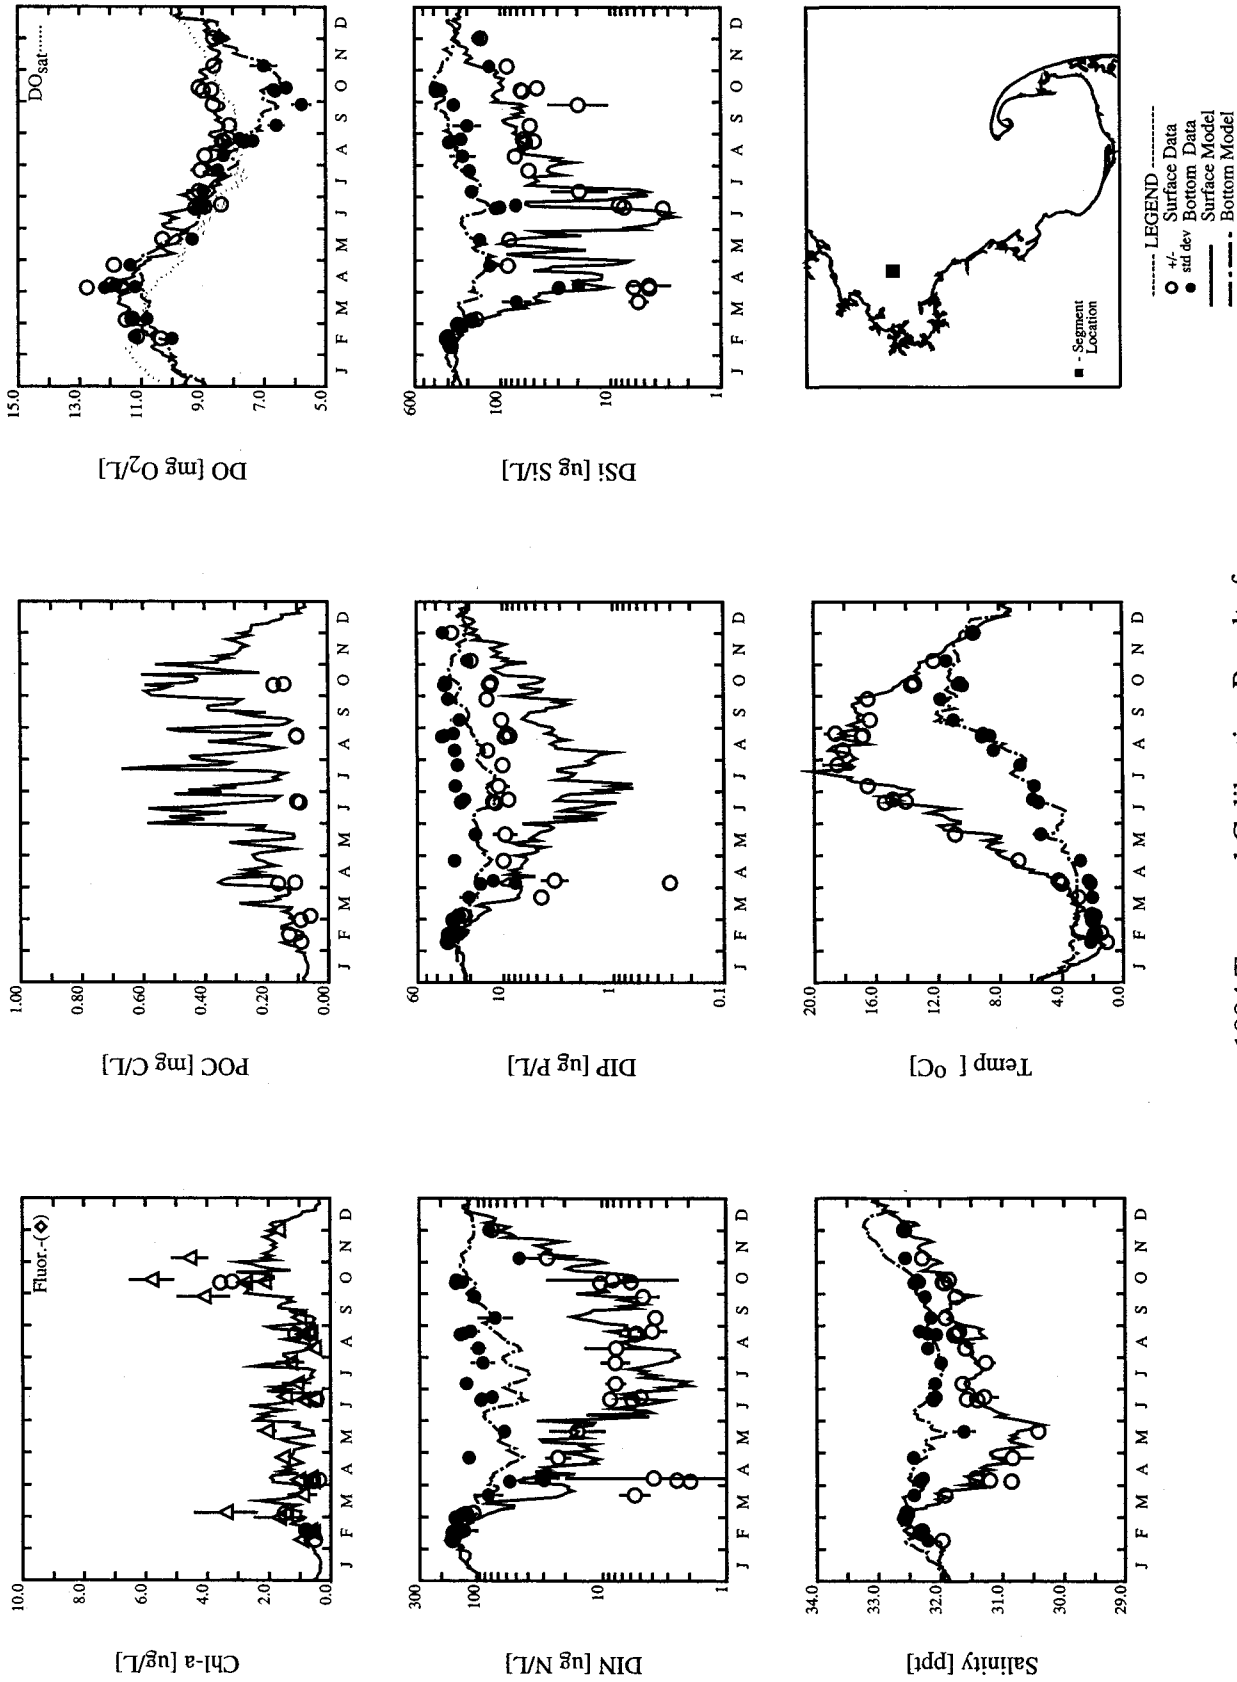 Chl-a [ug/L]
10.0 8.0 6.0 4.0 2.0 0.0
Fluor.-(◇)
J F M A M J J A S O N D
POC [mg C/L]
1.00 0.80 0.60 0.40 0.20 0.00
J F M A M J J A S O N D
DO [mg O2/L]
15.0 13.0 11.0 9.0 7.0 5.0
DOsat
J F M A M J J A S O N D
DIN [ug N/L]
300 100 10 1
J F M A M J J A S O N D
DIP [ug P/L]
60 10 1 0.1
J F M A M J J A S O N D
DSi [ug Si/L]
600 100 10 1
J F M A M J J A S O N D
Salinity [ppt]
34.0 33.0 32.0 31.0 30.0 29.0
J F M A M J J A S O N D
Temp [ °C]
20.0 16.0 12.0 8.0 4.0 0.0
J F M A M J J A S O N D
■ - Segment
Location
LEGEND
+/-
std dev
Surface Data
Bottom Data
Surface Model
Bottom Model